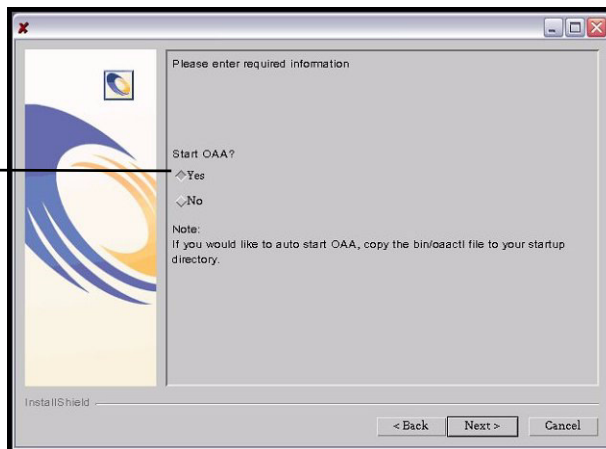 Please enter required information
Start OAA?
Yes
No
Note:
If you would like to auto start OAA, copy the bin/oaactl file to your startup
directory.
InstallShield
< Back
Next >
Cancel